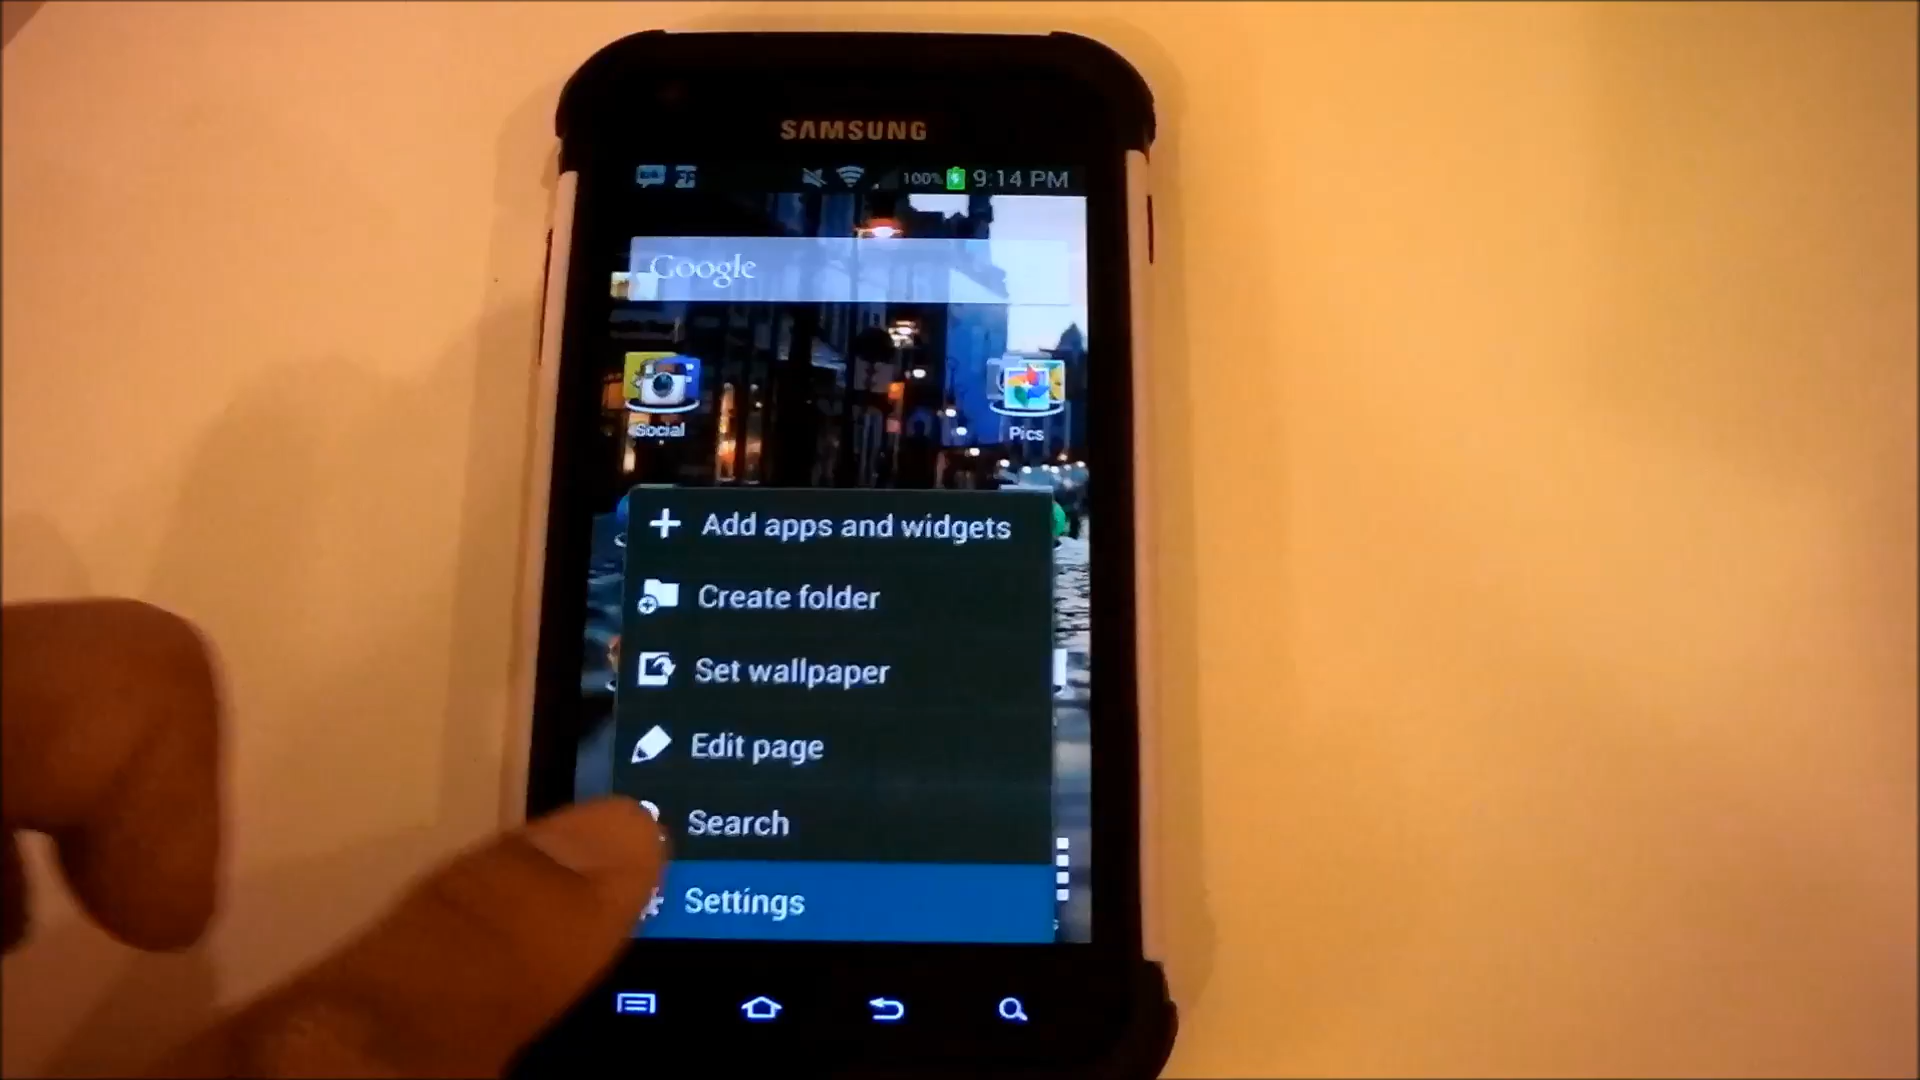 SAMSUNG
100% 9:14 PM
Google
Social
Pics
Add apps and widgets
Create folder
Set wallpaper
Edit page
Search
Settings